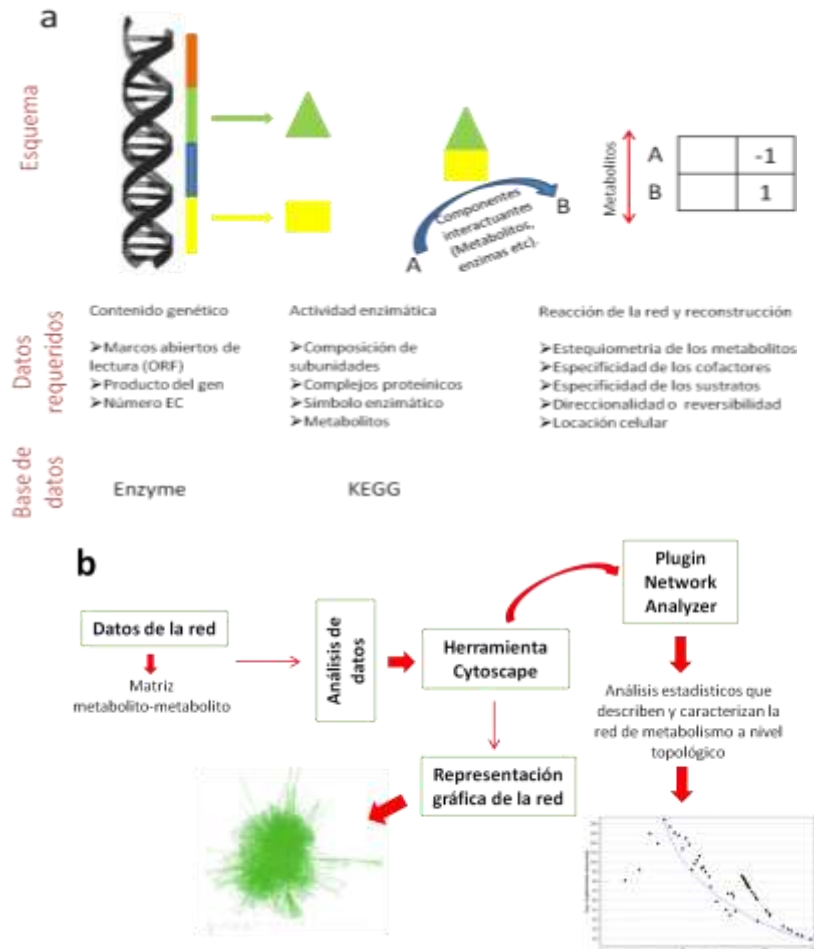 a
Esquema
Componentes
interactuantes
(Metabolitos,
enzimas etc).
A
B
Metabolitos
A
-1
B
1
Datos
requeridos
Contenido genético
➢Marcos abiertos de
lectura (ORF)
➢Producto del gen
➢Número EC
Actividad enzimática
➢Composición de
subunidades
➢Complejos proteínicos
➢Simbolo enzimático
➢Metabolitos
Reacción de la red y reconstrucción
➢Estequiometria de los metabolitos
➢Especificidad de los cofactores
➢Especificidad de los sustratos
➢Direccionalidad o reversibilidad
➢Locación celular
Base de
datos
Enzyme
KEGG
b
Datos de la red
Matriz
metabolito-metabolito
Análisis de
datos
Herramienta
Cytoscape
Plugin
Network
Analyzer
Representación
gráfica de la red
Análisis estadísticos que
describen y caracterizan la
red de metabolismo a nivel
topológico